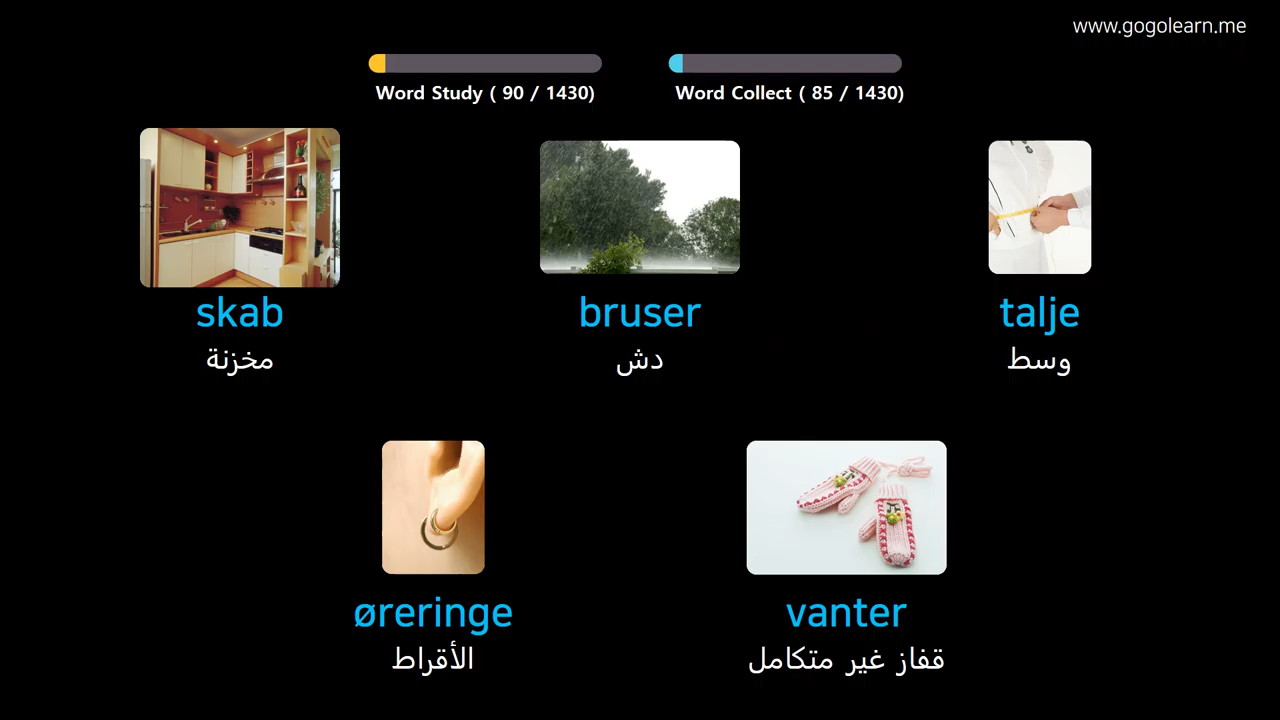 www.gogolearn.me
Word Study ( 90 / 1430)
Word Collect ( 85 / 1430)
skab
مخزنة
bruser
دش
talje
وسط
øreringe
الأقراط
vanter
قفاز غير متكامل